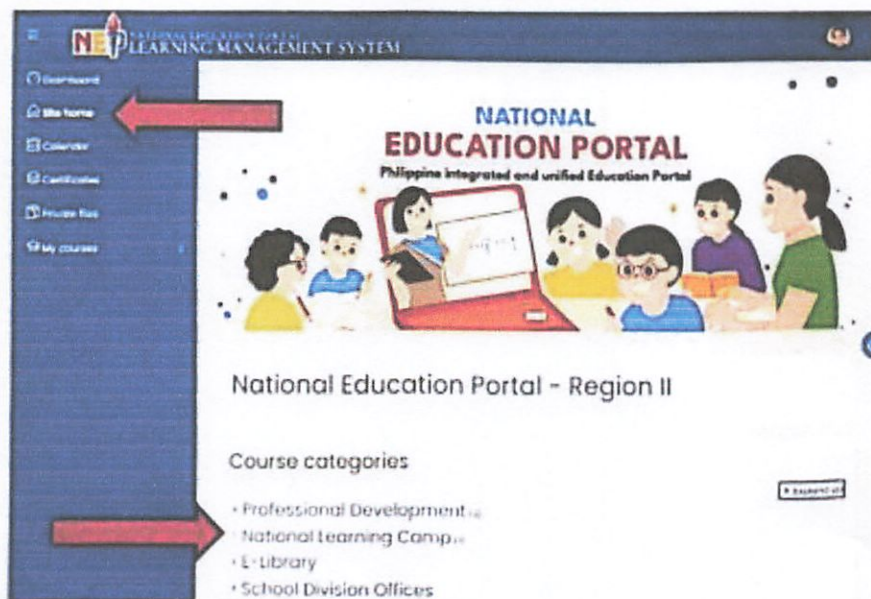 NEP
NATIONAL EDUCATION PORTAL
LEARNING MANAGEMENT SYSTEM
Dashboard
Site home
Calendar
Certificates
Private files
My courses
NATIONAL
EDUCATION PORTAL
Philippine Integrated and unified Education Portal
National Education Portal - Region II
Course categories
Expand all
Professional Development
National Learning Camp
E-Library
School Division Offices